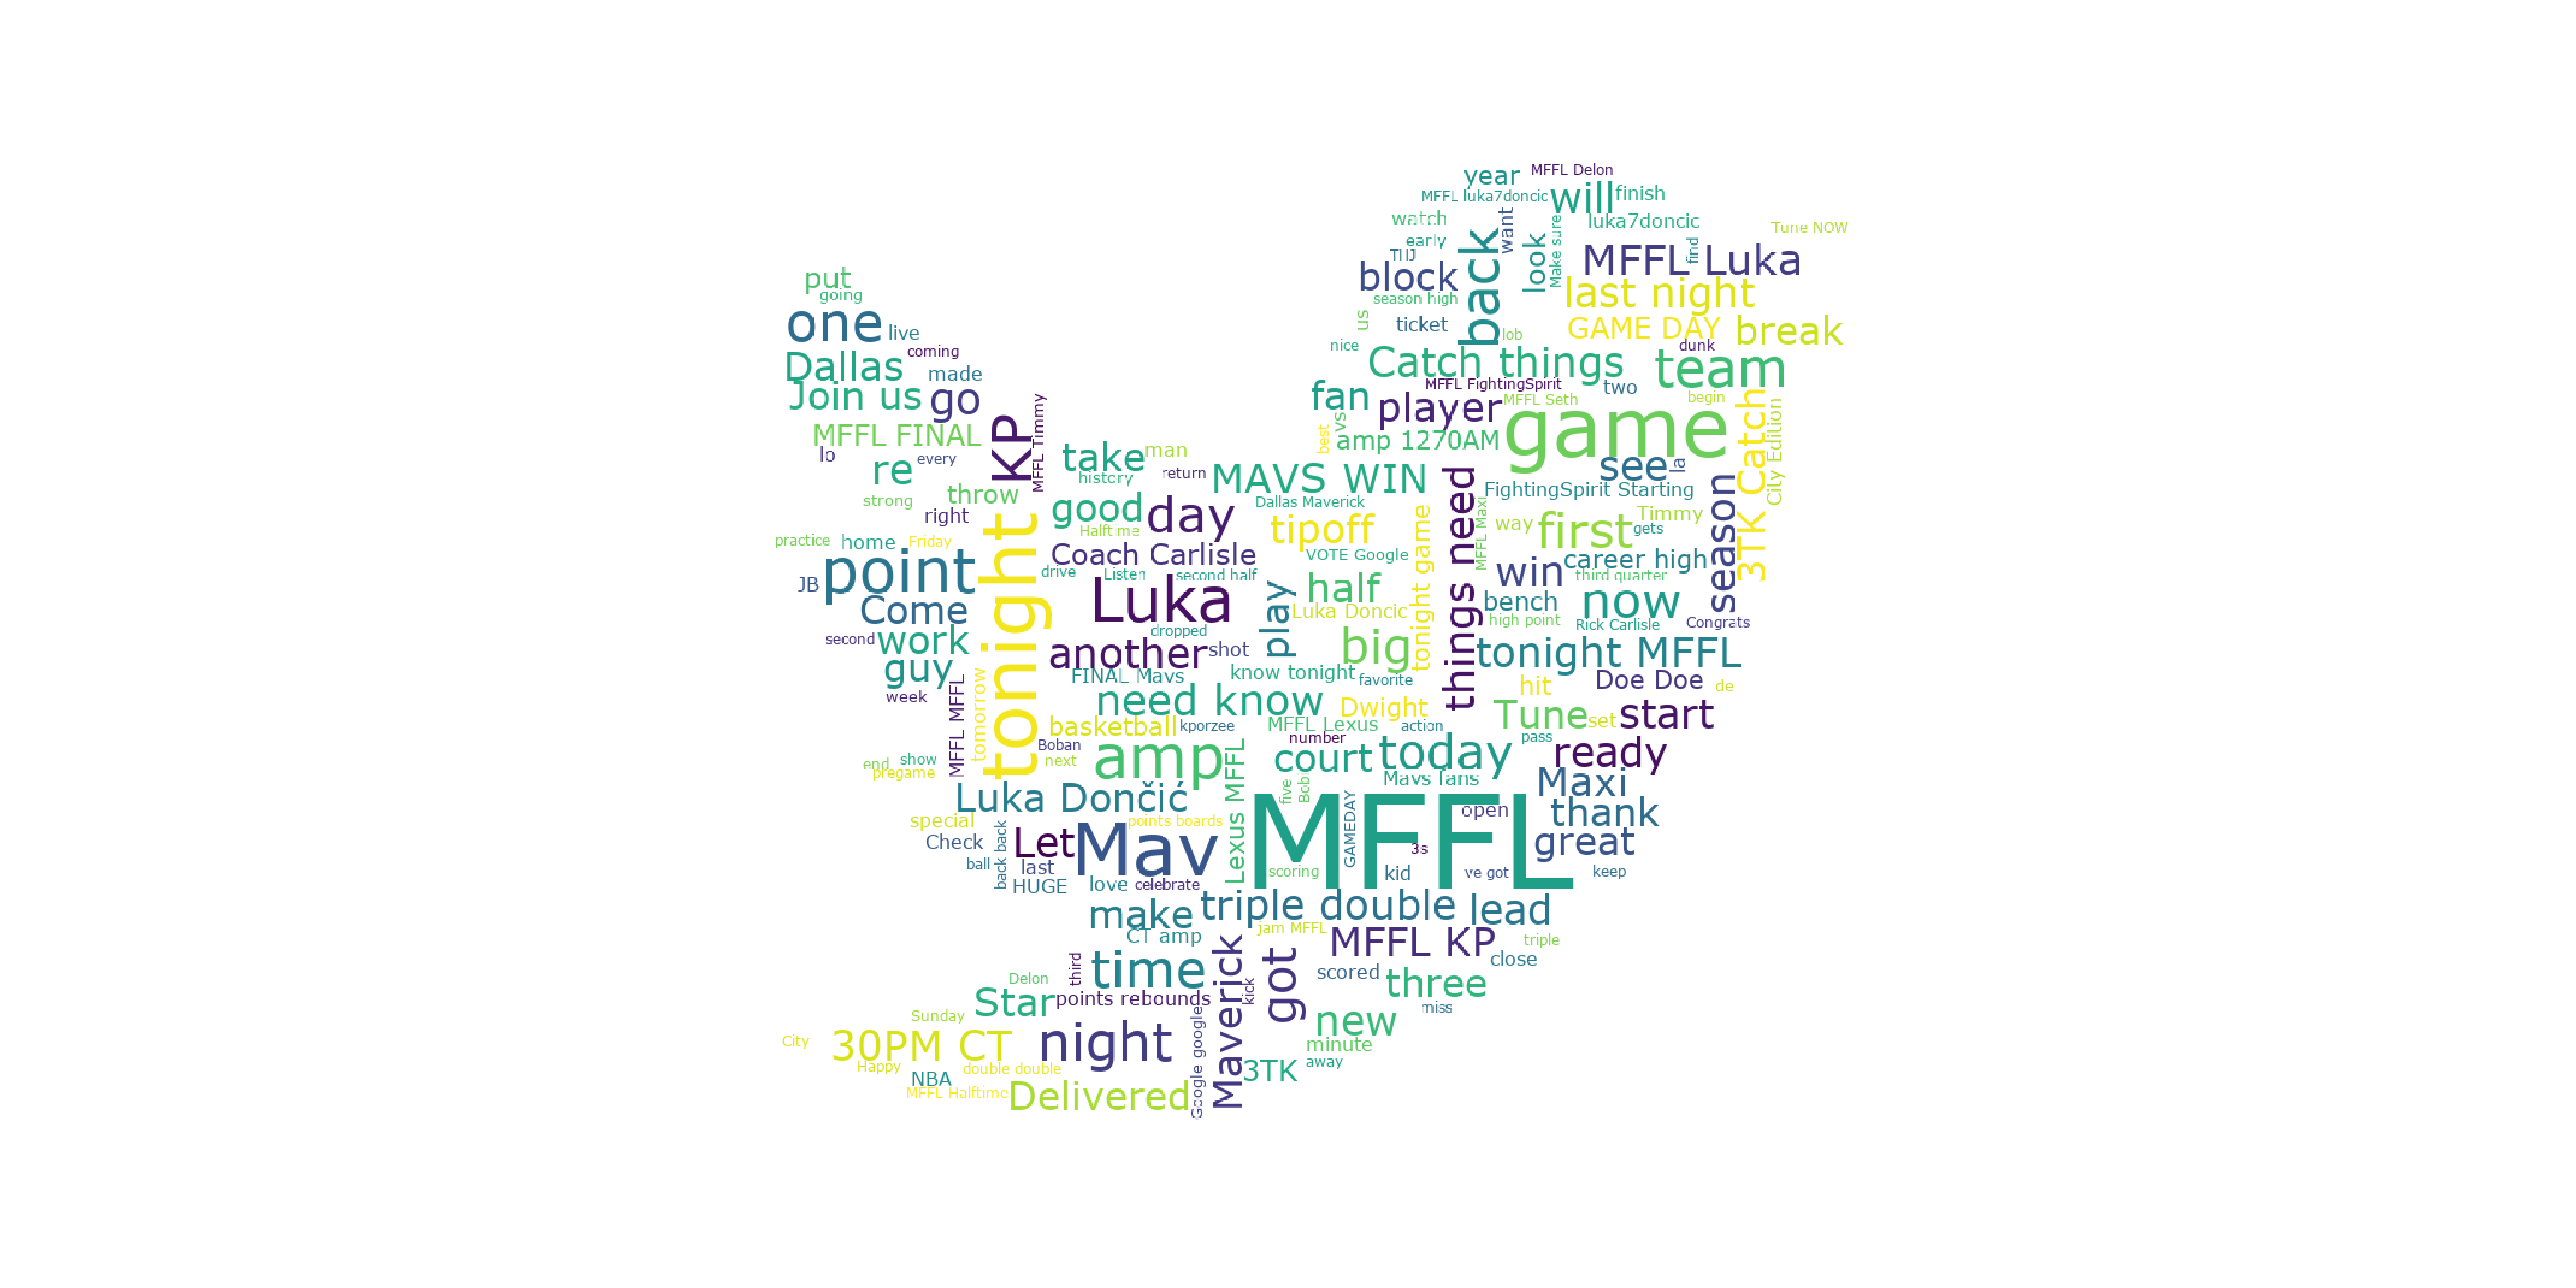 MFFL Delon
year
MFFL luka7doncic
will
finish
watch
want
Make sure
luka7doncic
Tune NOW
early
back
look
find
THJ
block
MFFL Luka
put
going
season high
last night
one
live
us
ticket
lob
GAME DAY
break
nice
dunk
coming
Dallas
made
Catch things
team
Join us
go
fan
MFFL FightingSpirit
two
player
MFFL Seth
begin
game
3TK Catch
City Edition
MFFL FINAL
KP
MFFL Timmy
vs
best
amp 1270AM
lo
every
take
man
re
history
return
MAVS WIN
see
la
throw
strong
good
day
Dallas Maverick
things need
FightingSpirit Starting
season
right
Halftime
tipoff
tonight game
MFFL Maxi
way
first
Timmy
gets
practice
home
Friday
tonight
Coach Carlisle
VOTE Google
career high
JB
point
drive
Listen
second half
half
win
third quarter
Come
Luka
play
Luka Doncic
bench
now
high point
Rick Carlisle
Congrats
second
work
dropped
another
shot
big
tonight MFFL
guy
FINAL Mavs
know tonight
favorite
Doe Doe
de
hit
week
MFFL MFFL
tomorrow
need know
Dwight
Tune
set
start
basketball
kporzee
MFFL Lexus
action
pass
Boban
number
end
show
pregame
next
amp
Lexus MFFL
court
today
ready
five
Bobi
Mavs fans
Maxi
Luka Dončić
MFFL
GAMEDAY
open
thank
special
points boards
Check
back back
Let
Mav
3s
great
ball
last
scoring
kid
ve got
keep
HUGE
love
celebrate
make
triple double
lead
CT amp
jam MFFL
MFFL KP
triple
Maverick
got
close
third
time
scored
Delon
kick
three
Star
points rebounds
miss
Sunday
Google google
new
City
30PM CT
night
minute
Happy
double double
away
NBA
3TK
MFFL Halftime
Delivered